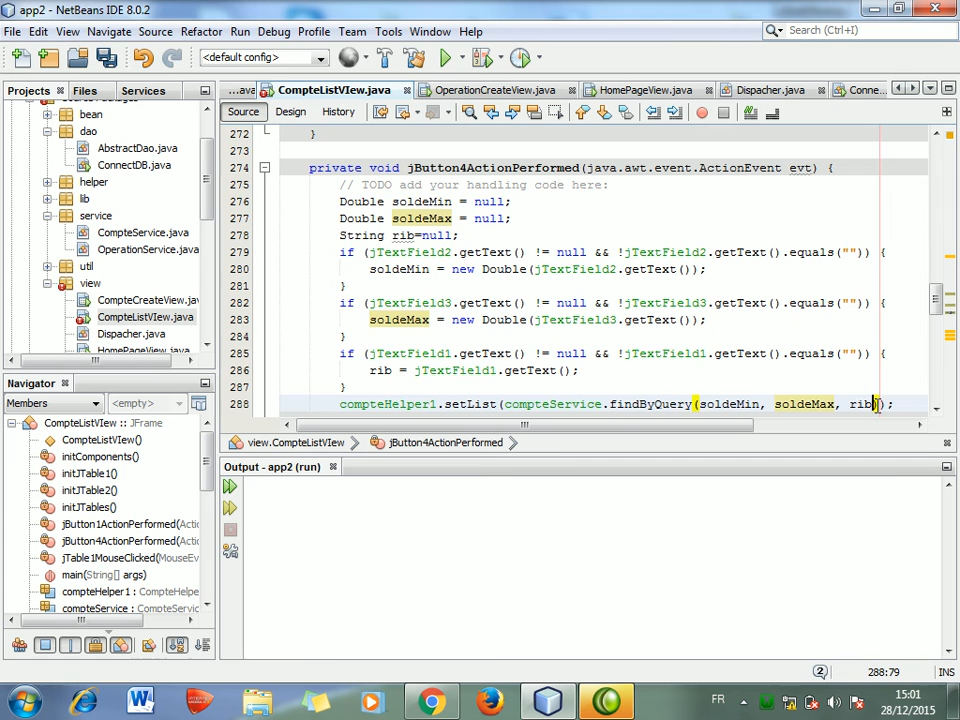 app2 - NetBeans IDE 8.0.2
File Edit View Navigate Source Refactor Run Debug Profile Team Tools Window Help
Search (Ctrl+I)
<default config>
Projects Files Services
...ava CompteListVIew.java OperationCreateView.java HomePageView.java Dispacher.java Conne...
Source Design History
bean
dao
AbstractDao.java
ConnectDB.java
helper
lib
service
CompteService.java
OperationService.java
util
view
CompteCreateView.jav
CompteListVIew.java
Dispacher.java
HomePageView.java
272 }
273
274 private void jButton4ActionPerformed(java.awt.event.ActionEvent evt) {
275 // TODO add your handling code here:
276 Double soldeMin = null;
277 Double soldeMax = null;
278 String rib=null;
279 if (jTextField2.getText() != null && !jTextField2.getText().equals("")) {
280 soldeMin = new Double(jTextField2.getText());
281 }
282 if (jTextField3.getText() != null && !jTextField3.getText().equals("")) {
283 soldeMax = new Double(jTextField3.getText());
284 }
285 if (jTextField1.getText() != null && !jTextField1.getText().equals("")) {
286 rib = jTextField1.getText();
287 }
288 compteHelper1.setList(compteService.findByQuery(soldeMin, soldeMax, rib));
view.CompteListVIew jButton4ActionPerformed
Navigator
Members <empty>
CompteListVIew :: JFrame
CompteListVIew()
initComponents()
initJTable1()
initJTable2()
initJTables()
jButton1ActionPerformed(Actic
jButton4ActionPerformed(Actic
jTable1MouseClicked(MouseEv
main(String[] args)
compteHelper1 : CompteHelpe
compteService : CompteServic
Output - app2 (run)
2 288:79 INS
FR
15:01
28/12/2015